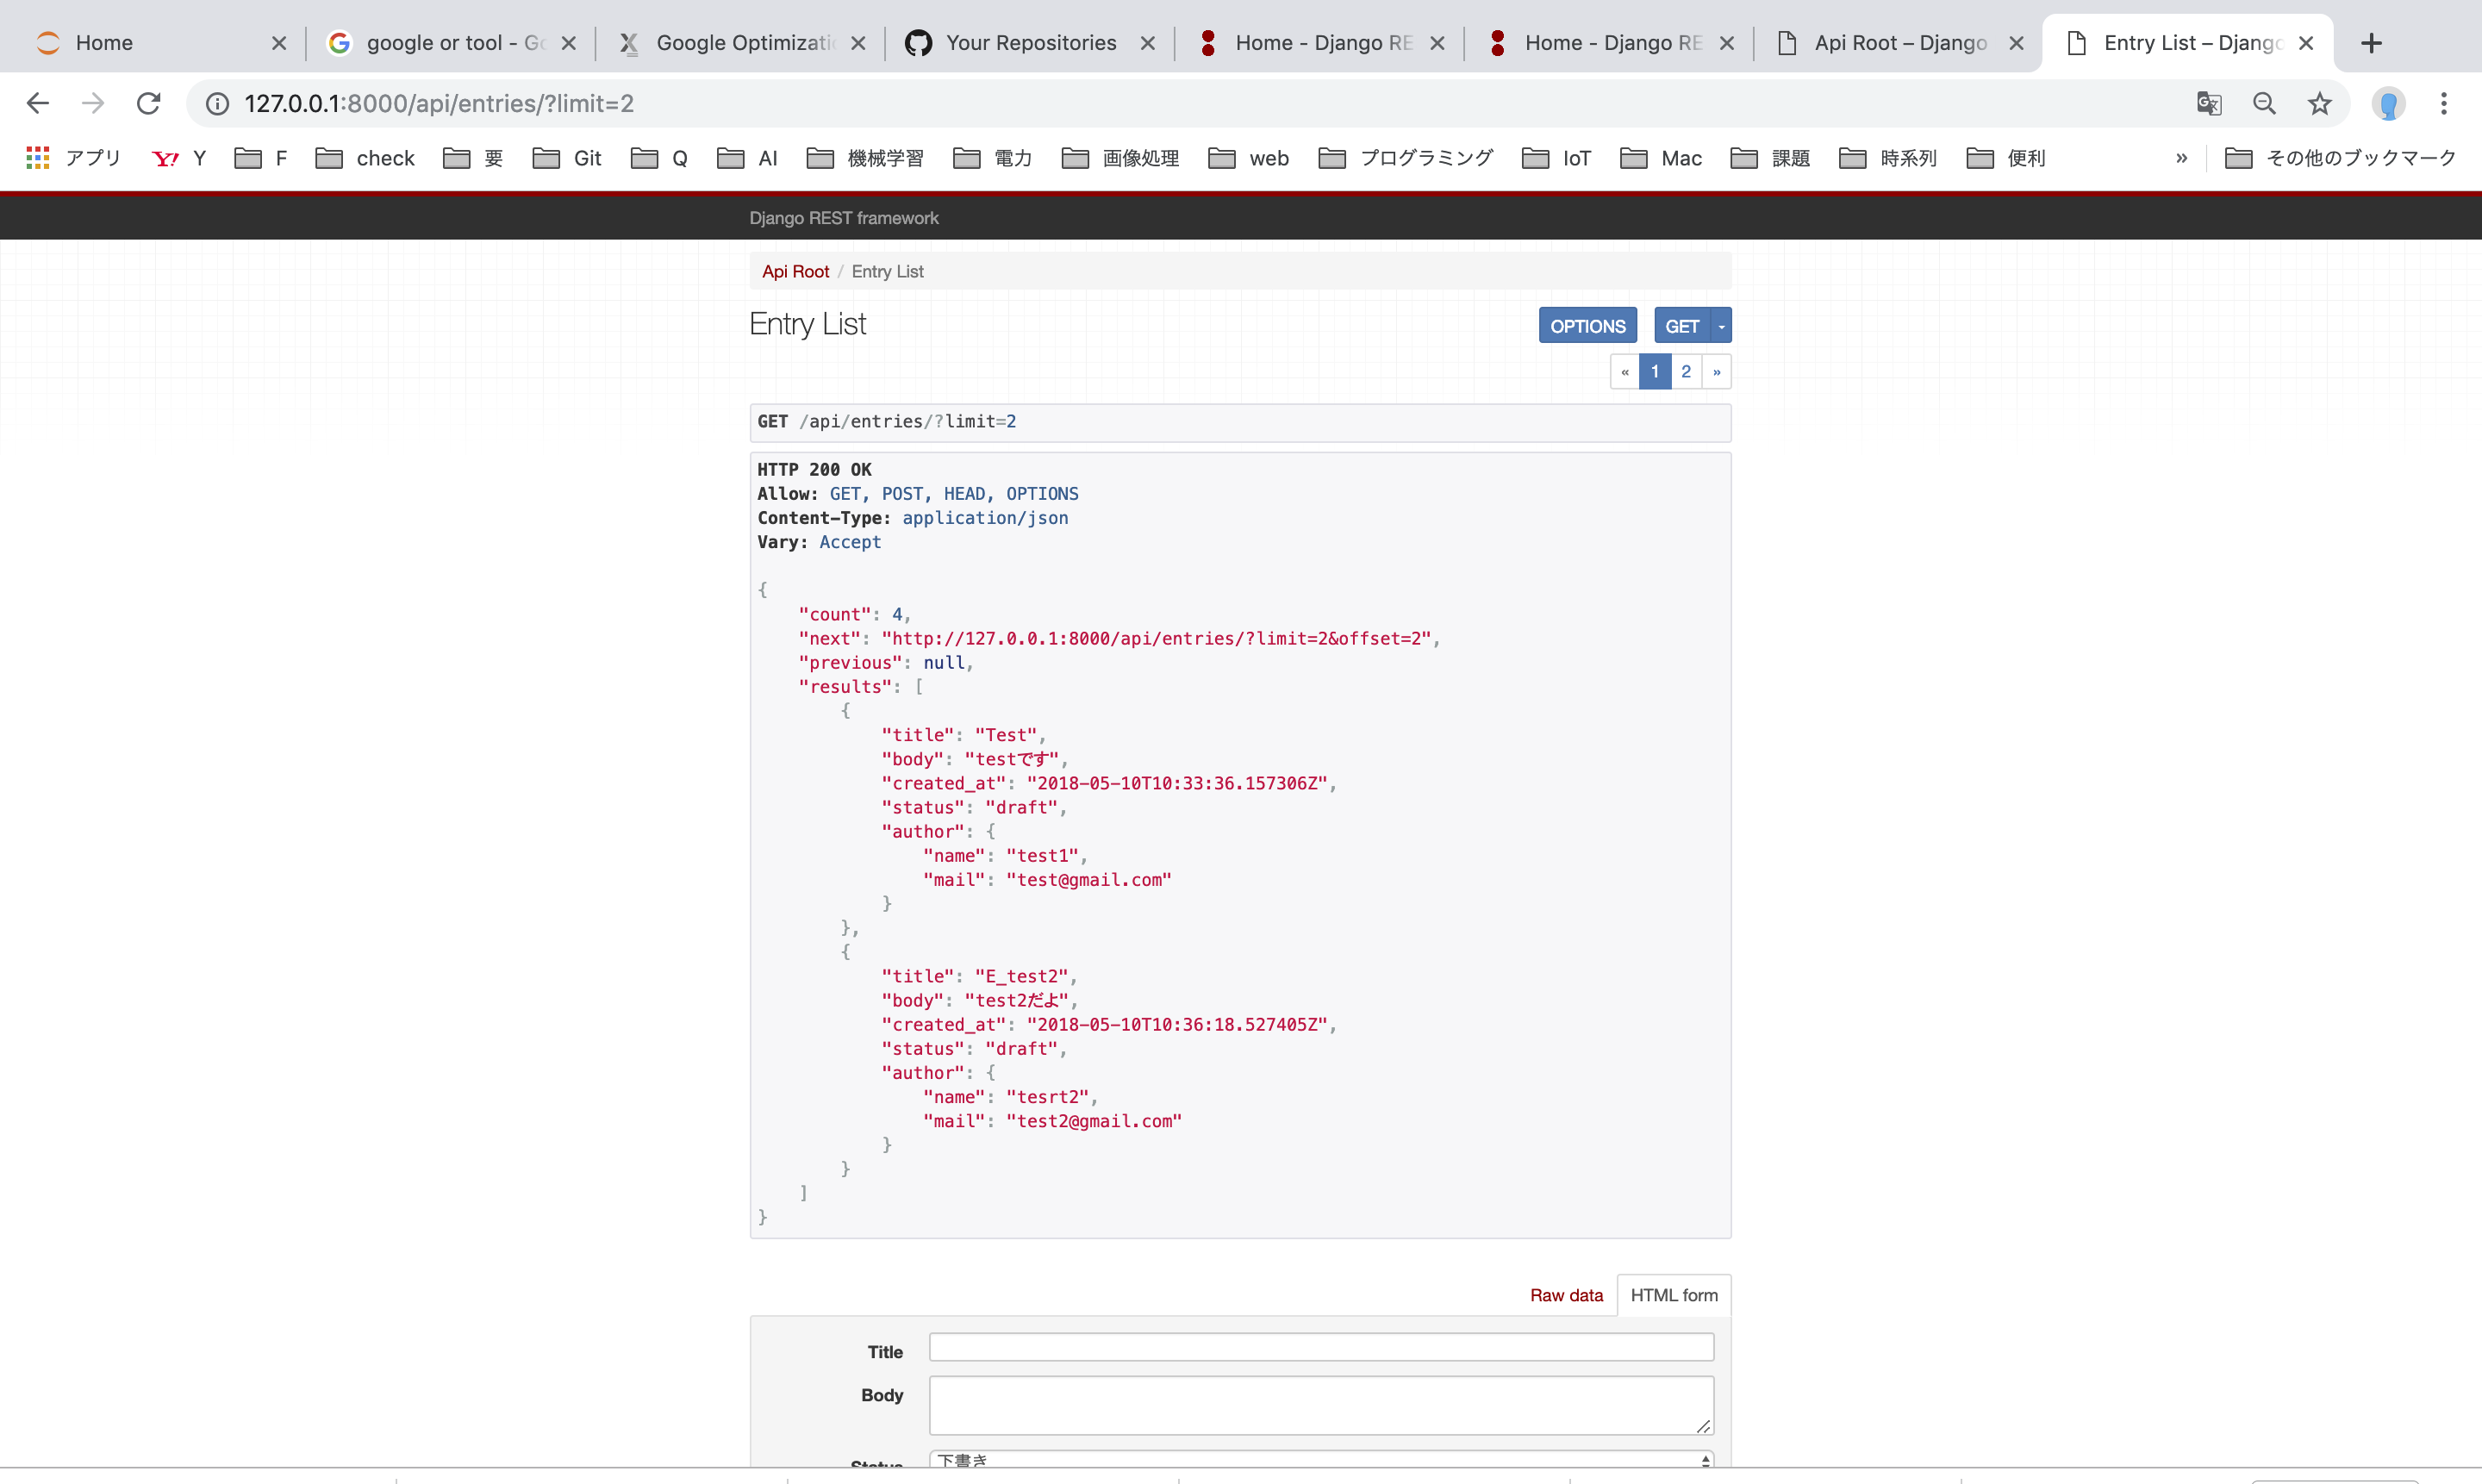 Home
google or tool - Go
Google Optimizati
Your Repositories
Home - Django RE
Home - Django RE
Api Root – Django
Entry List – Django
127.0.0.1:8000/api/entries/?limit=2
アプリ Y F check 要 Git Q AI 機械学習 電力 画像処理 web プログラミング IoT Mac 課題 時系列 便利 » その他のブックマーク
Django REST framework
Api Root / Entry List
Entry List
OPTIONS
GET
« 1 2 »
GET /api/entries/?limit=2
HTTP 200 OK
Allow: GET, POST, HEAD, OPTIONS
Content-Type: application/json
Vary: Accept
{
"count": 4,
"next": "http://127.0.0.1:8000/api/entries/?limit=2&offset=2",
"previous": null,
"results": [
{
"title": "Test",
"body": "testです",
"created_at": "2018-05-10T10:33:36.157306Z",
"status": "draft",
"author": {
"name": "test1",
"mail": "test@gmail.com"
}
},
{
"title": "E_test2",
"body": "test2だよ",
"created_at": "2018-05-10T10:36:18.527405Z",
"status": "draft",
"author": {
"name": "tesrt2",
"mail": "test2@gmail.com"
}
}
]
}
Raw data
HTML form
Title
Body
Status
下書き